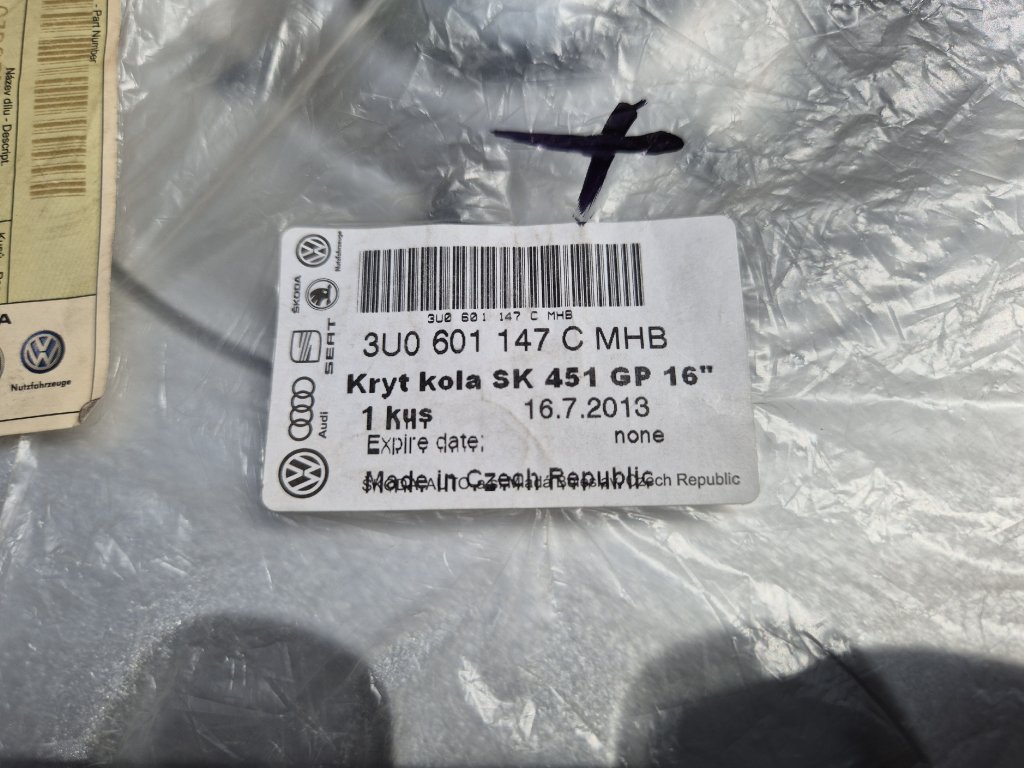 - Part Number
Název dílu - Descript.
Nutzfahrzeuge
Nutzfahrzeuge
ŠKODA
SEAT
Audi
3U0 601 147 C MHB
3U0 601 147 C MHB
Kryt kola SK 451 GP 16"
1 kus 16.7.2013
Expire date: none
Made in Czech Republic
Czech Republic